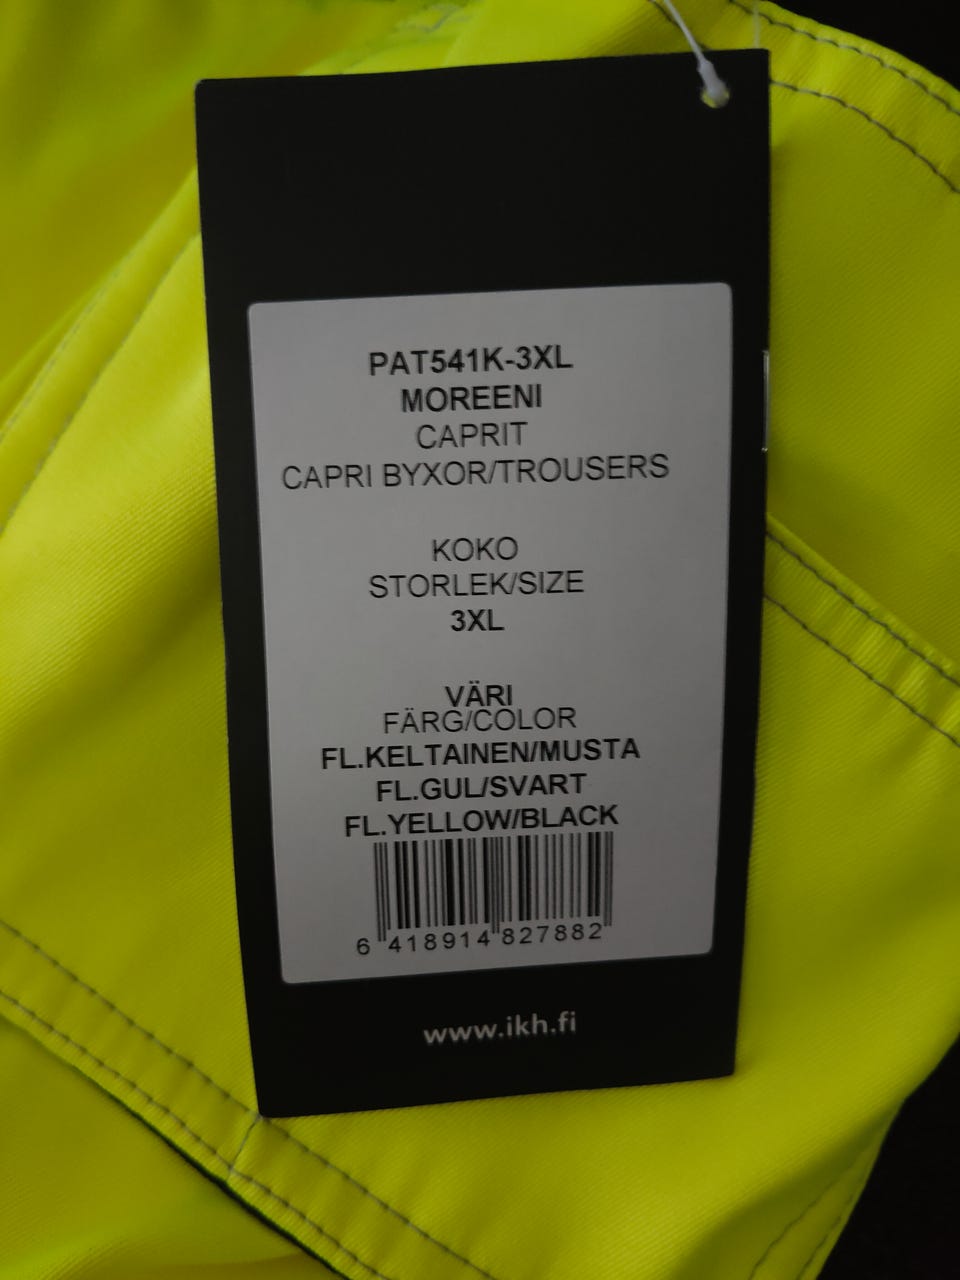 PAT541K-3XL
MOREENI
CAPRIT
CAPRI BYXOR/TROUSERS
KOKO
STORLEK/SIZE
3XL
VÄRI
FÄRG/COLOR
FL.KELTAINEN/MUSTA
FL.GUL/SVART
FL.YELLOW/BLACK
6 418914 827882
www.ikh.fi